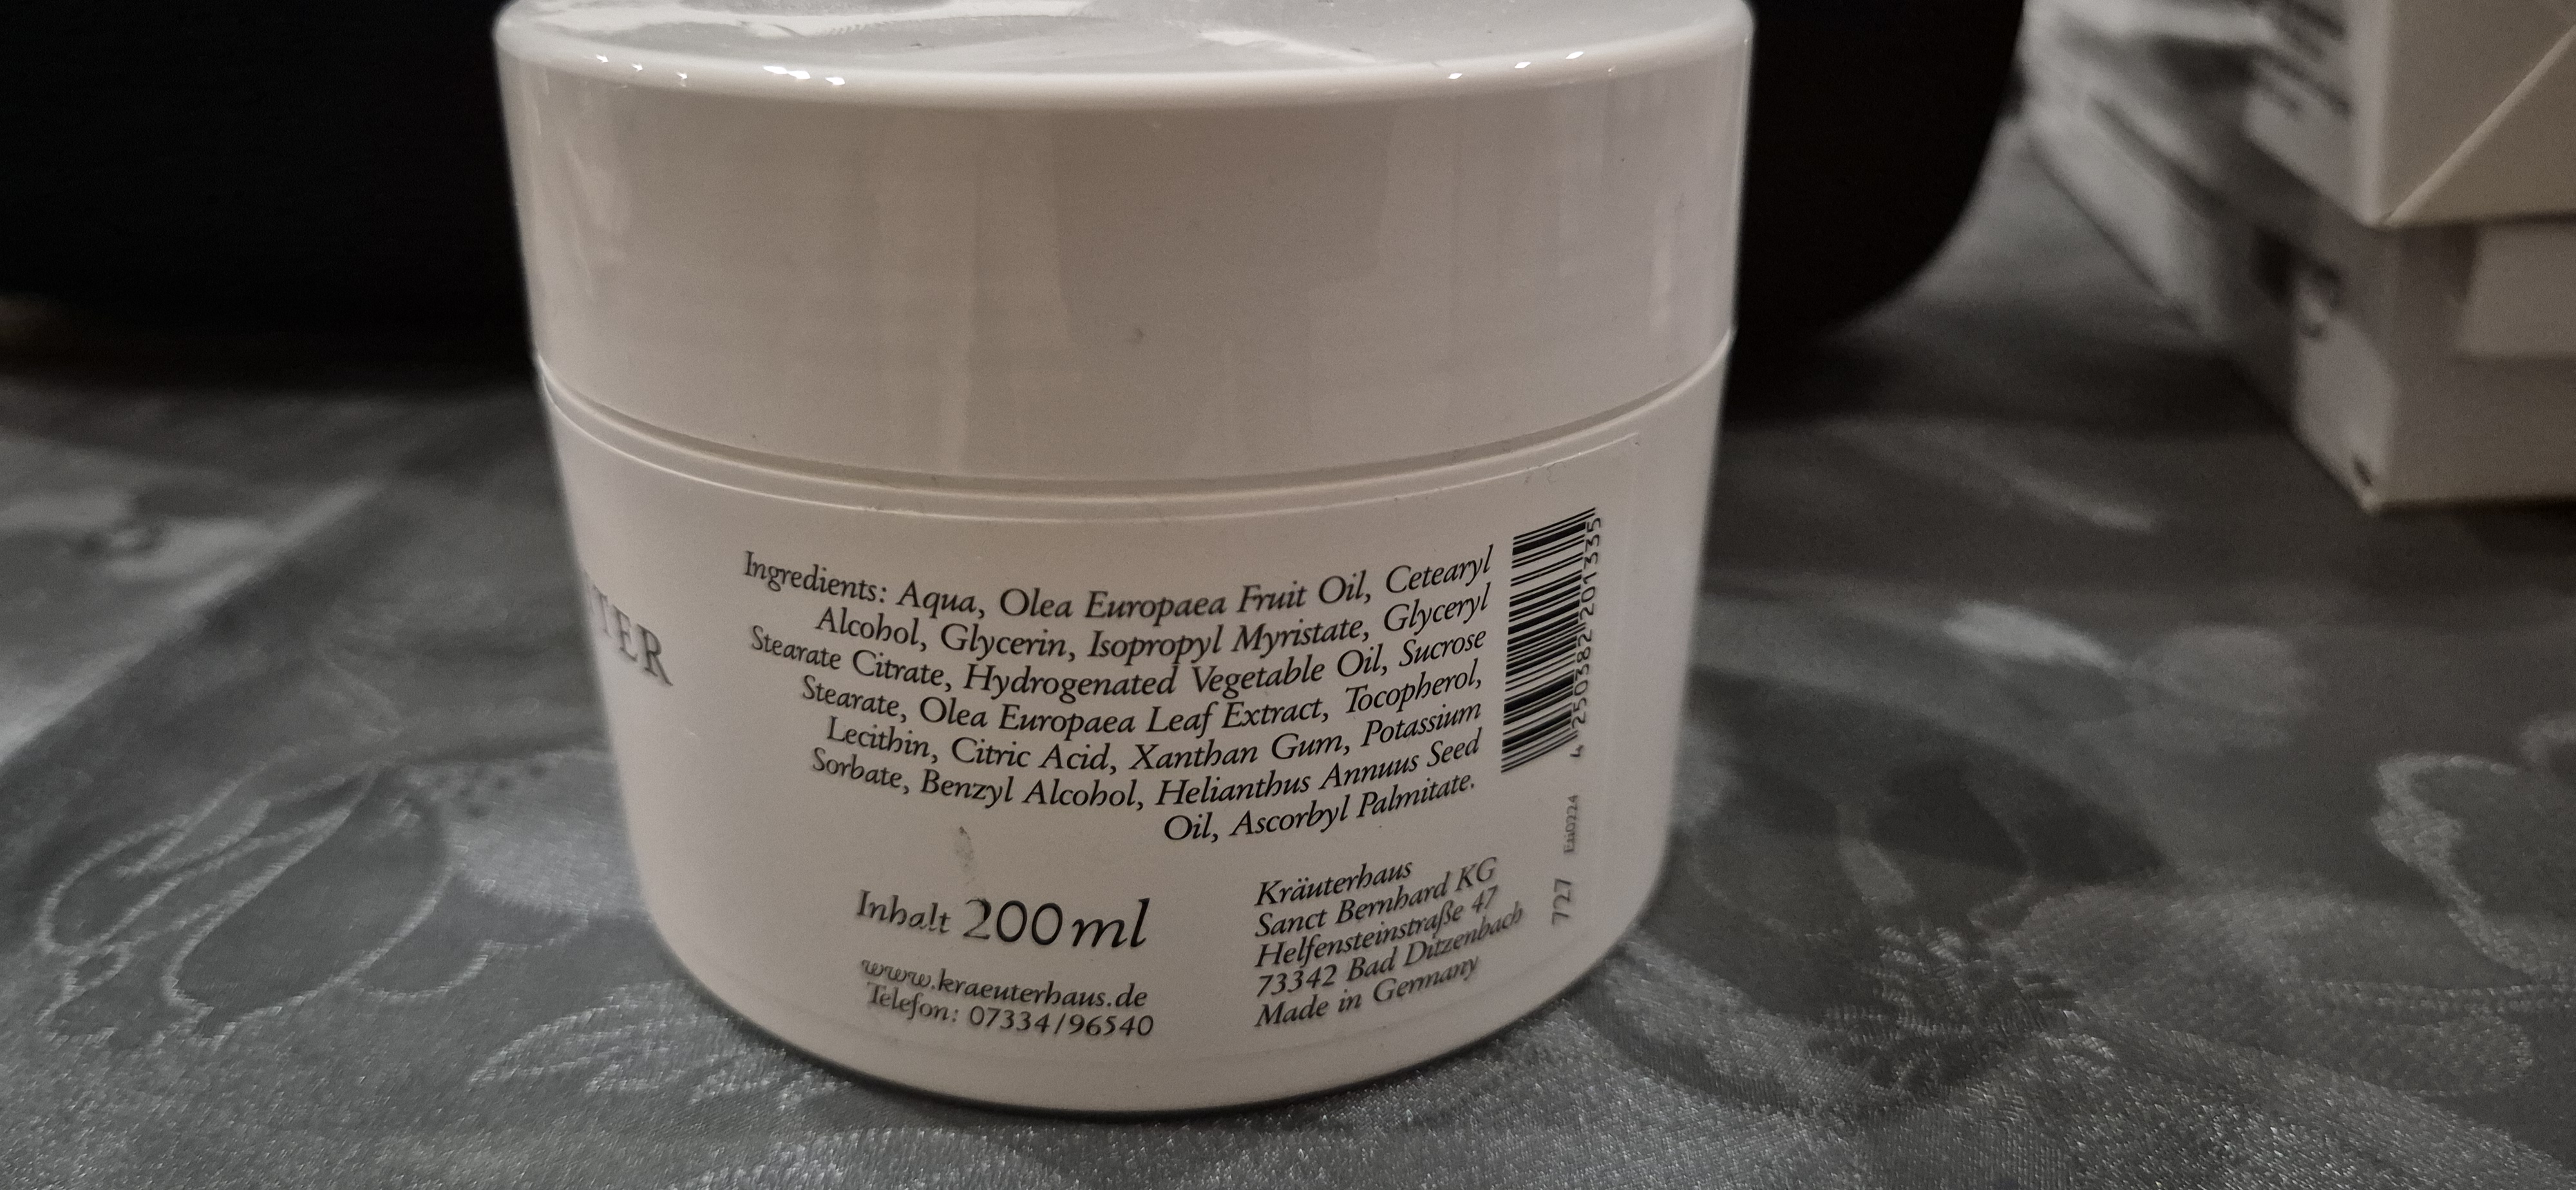 TER
Ingredients: Aqua, Olea Europaea Fruit Oil, Cetearyl
Alcohol, Glycerin, Isopropyl Myristate, Glyceryl
Stearate Citrate, Hydrogenated Vegetable Oil, Sucrose
Stearate, Olea Europaea Leaf Extract, Tocopherol,
Lecithin, Citric Acid, Xanthan Gum, Potassium
Sorbate, Benzyl Alcohol, Helianthus Annuus Seed
Oil, Ascorbyl Palmitate.
Inhalt 200 ml
www.kraeuterhaus.de
Telefon: 07334/96540
Kräuterhaus
Sanct Bernhard KG
Helfensteinstraße 47
73342 Bad Ditzenbach
Made in Germany
4 250382 201335
727